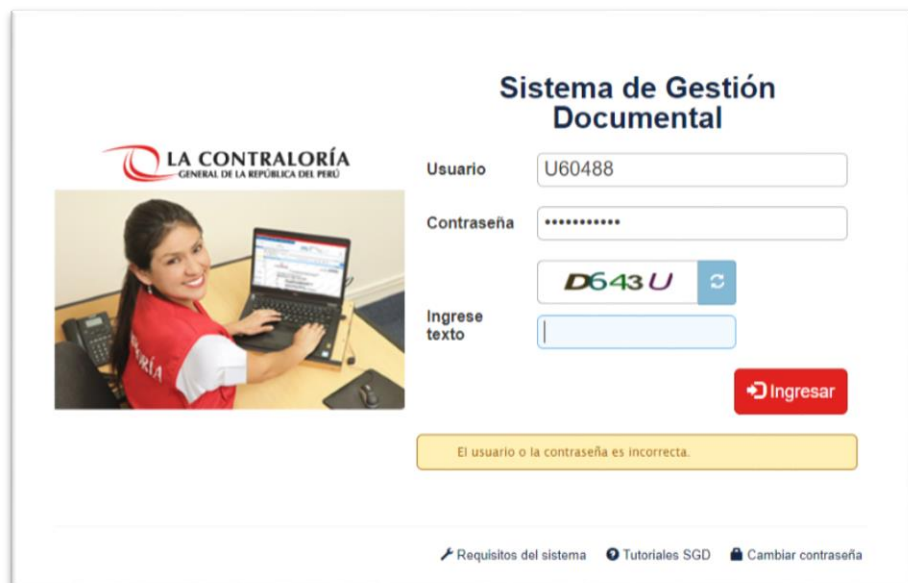 Sistema de Gestión
Documental
LA CONTRALORÍA
GENERAL DE LA REPÚBLICA DEL PERÚ
Usuario
U60488
Contraseña
•••••••••••
D643U
Ingrese
texto
Ingresar
El usuario o la contraseña es incorrecta.
Requisitos del sistema
Tutoriales SGD
Cambiar contraseña